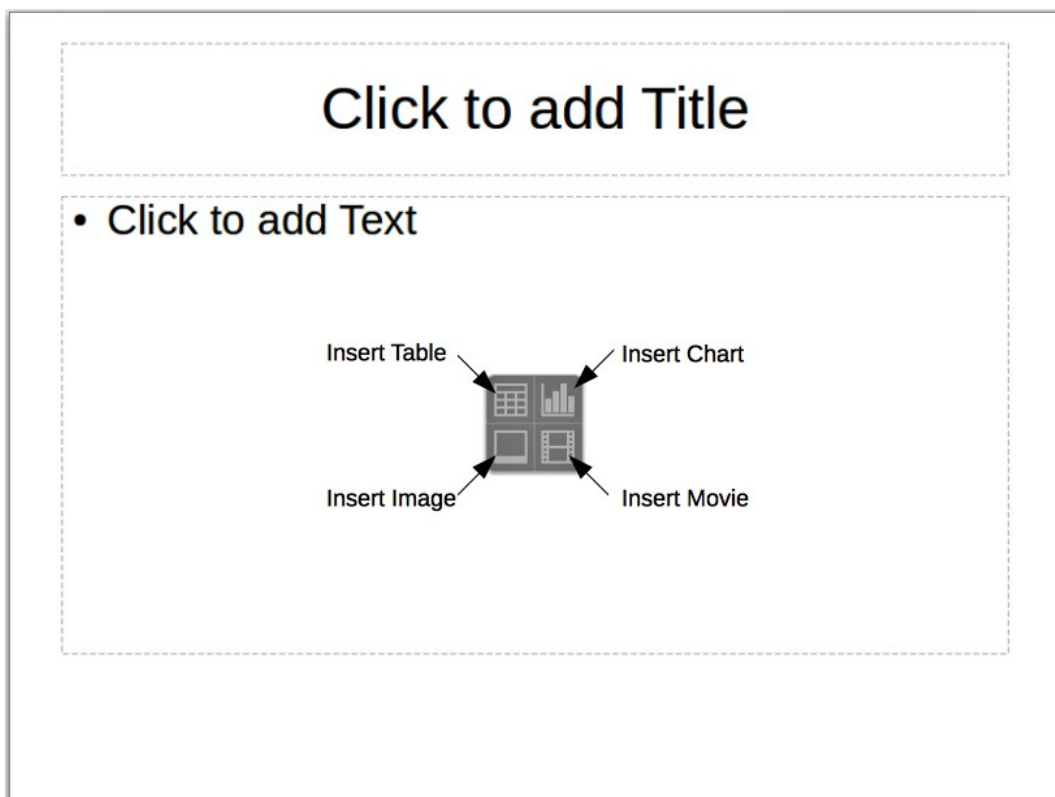 Click to add Title
• Click to add Text
Insert Table
Insert Chart
Insert Image
Insert Movie